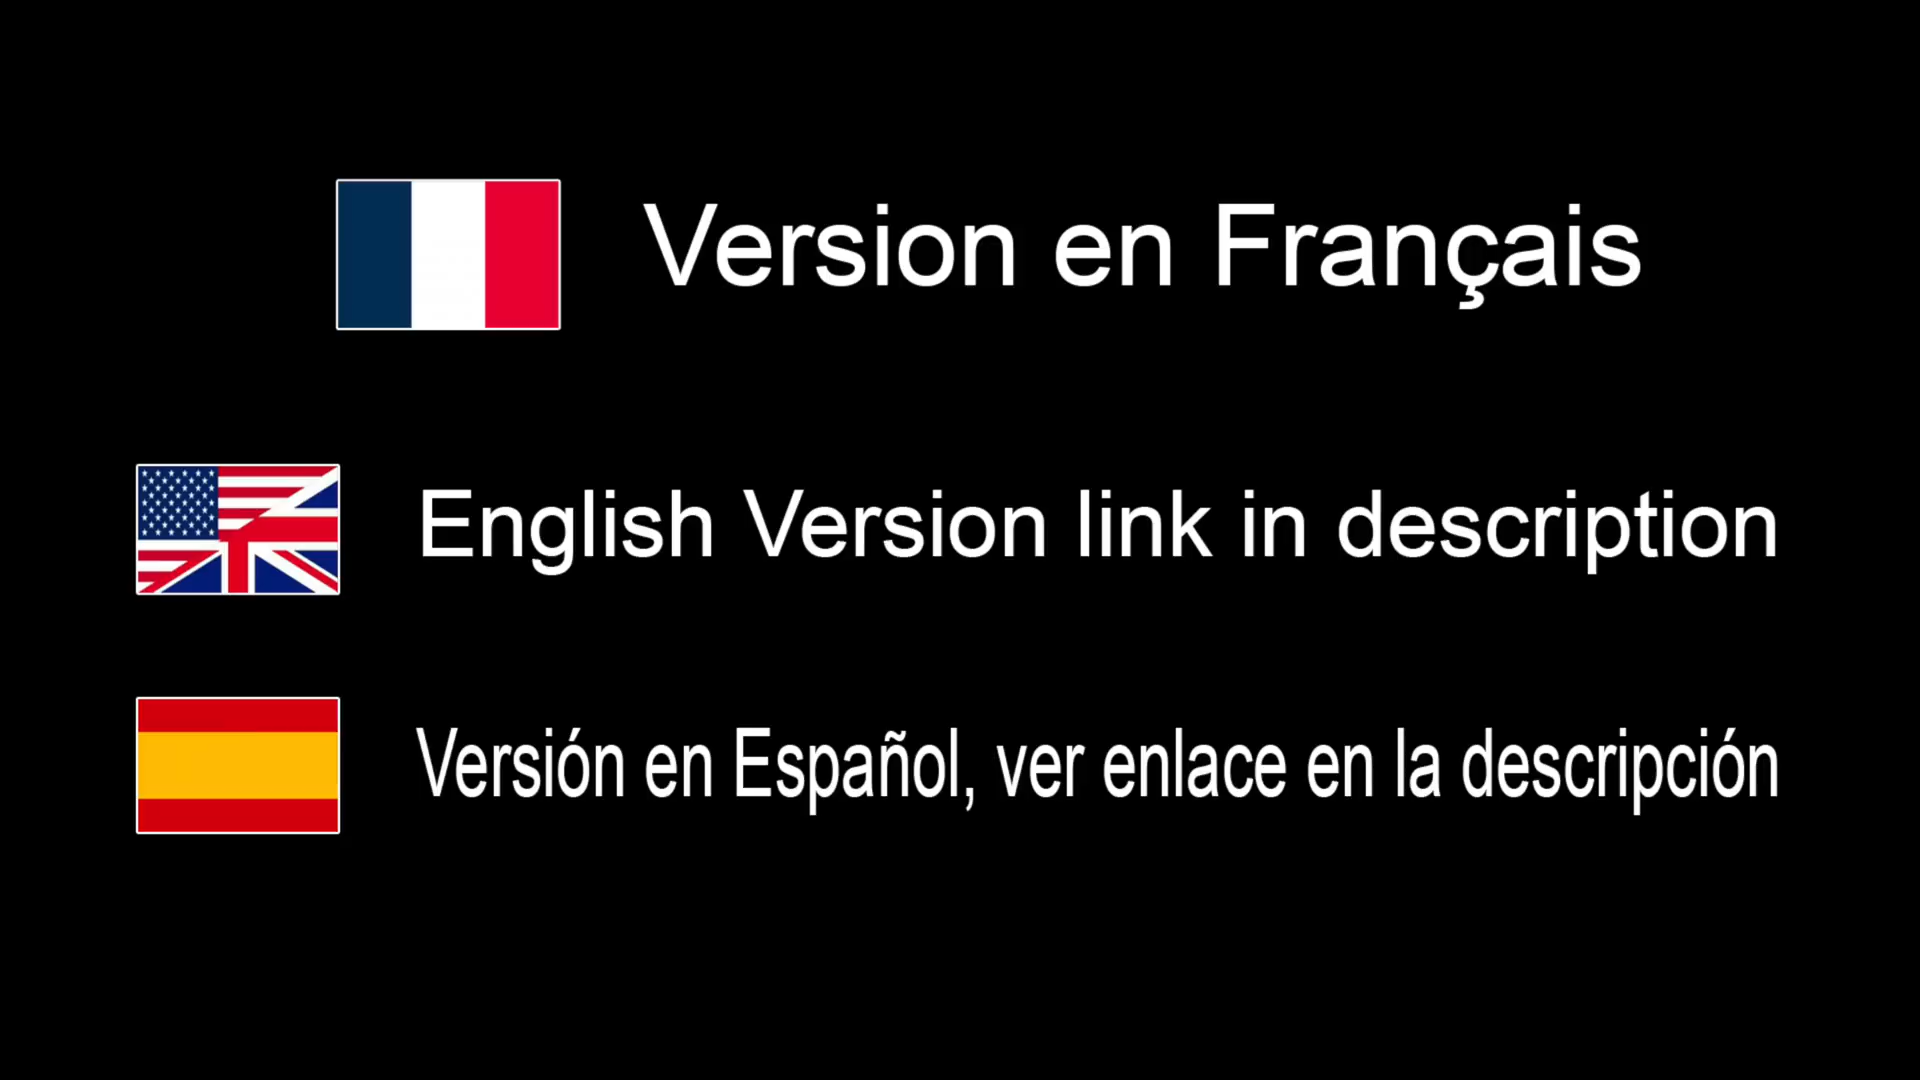 Version en Français
English Version link in description
Versión en Español, ver enlace en la descripción